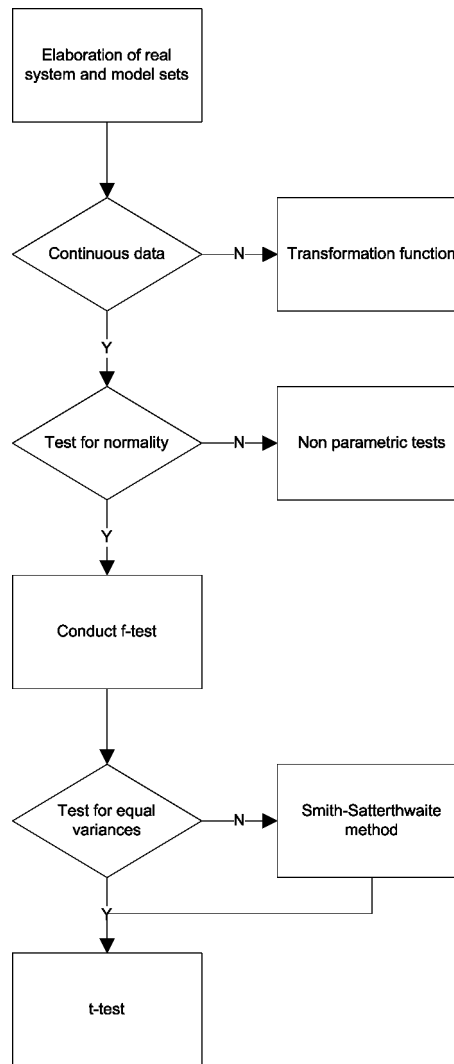 Elaboration of real
system and model sets
Continuous data
N
Transformation function
Y
Test for normality
N
Non parametric tests
Y
Conduct f-test
Test for equal
variances
N
Smith-Satterthwaite
method
Y
t-test